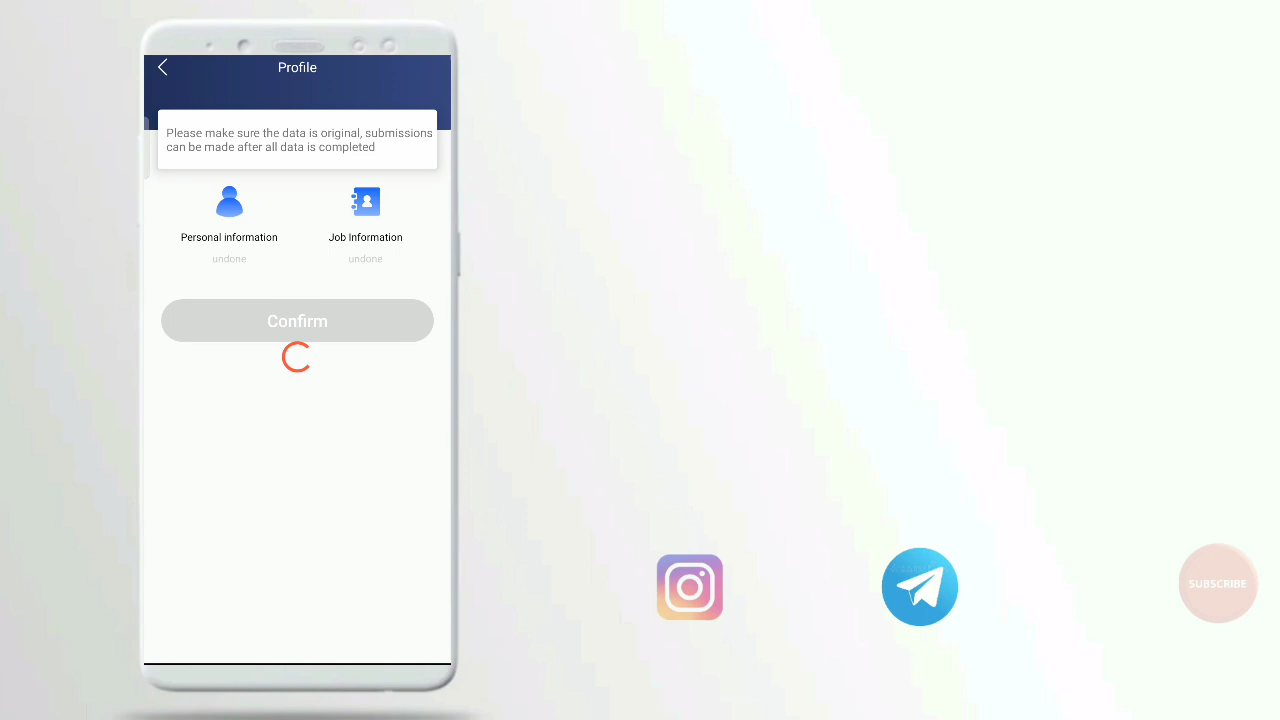 Profile
Please make sure the data is original, submissions
can be made after all data is completed
Personal information
Job Information
undone
undone
Confirm
SUBSCRIBE